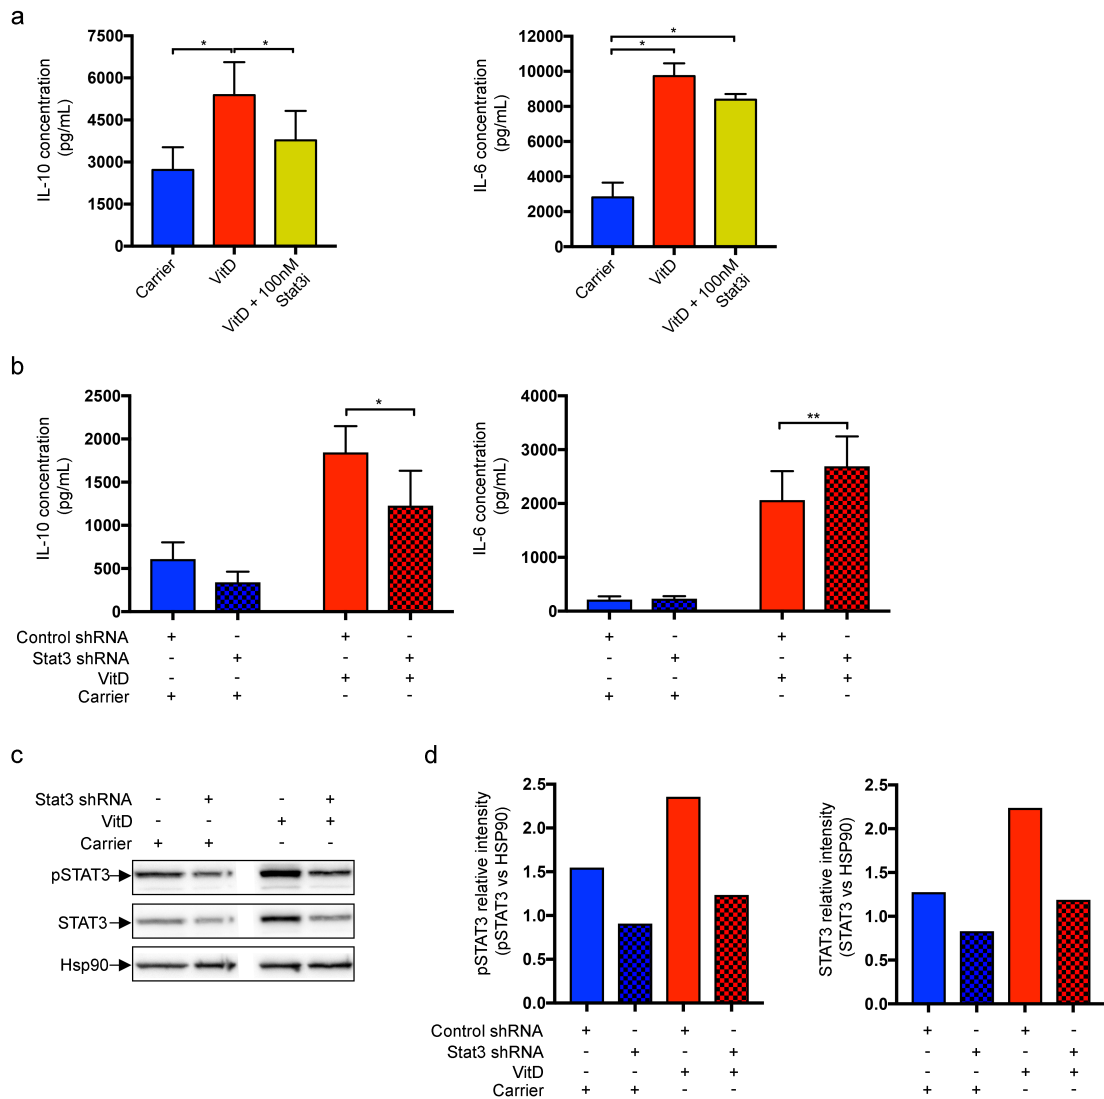 a
IL-10 concentration
(pg/mL)
7500
6000
4500
3000
1500
0
* *
Carrier
VitD
VitD + 100nM
Stat3i
IL-6 concentration
(pg/mL)
12000
10000
8000
6000
4000
2000
0
*
*
Carrier
VitD
VitD + 100nM
Stat3i
b
IL-10 concentration
(pg/mL)
2500
2000
1500
1000
500
0
*
IL-6 concentration
(pg/mL)
4000
3000
2000
1000
0
**
Control shRNA + - + - + - + -
Stat3 shRNA - + - + - + - +
VitD - - + + - - + +
Carrier + + - - + + - -
c
Stat3 shRNA - + - +
VitD - - + +
Carrier + + - -
pSTAT3
STAT3
Hsp90
d
pSTAT3 relative intensity
(pSTAT3 vs HSP90)
2.5
2.0
1.5
1.0
0.5
0.0
STAT3 relative intensity
(STAT3 vs HSP90)
2.5
2.0
1.5
1.0
0.5
0.0
Control shRNA + - + - + - + -
Stat3 shRNA - + - + - + - +
VitD - - + + - - + +
Carrier + + - - + + - -